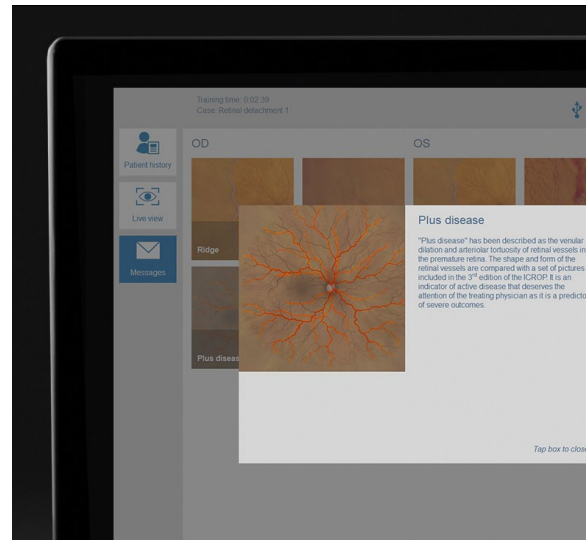 Training time: 0:02:39
Case: Retinal detachment 1
Patient history
Live view
Messages
OD
OS
Ridge
Plus diseas
Plus disease
"Plus disease" has been described as the venular
dilation and arteriolar tortuosity of retinal vessels in
the premature retina. The shape and form of the
retinal vessels are compared with a set of pictures
included in the 3rd edition of the ICROP. It is an
indicator of active disease that deserves the
attention of the treating physician as it is a predicto
of severe outcomes.
Tap box to close